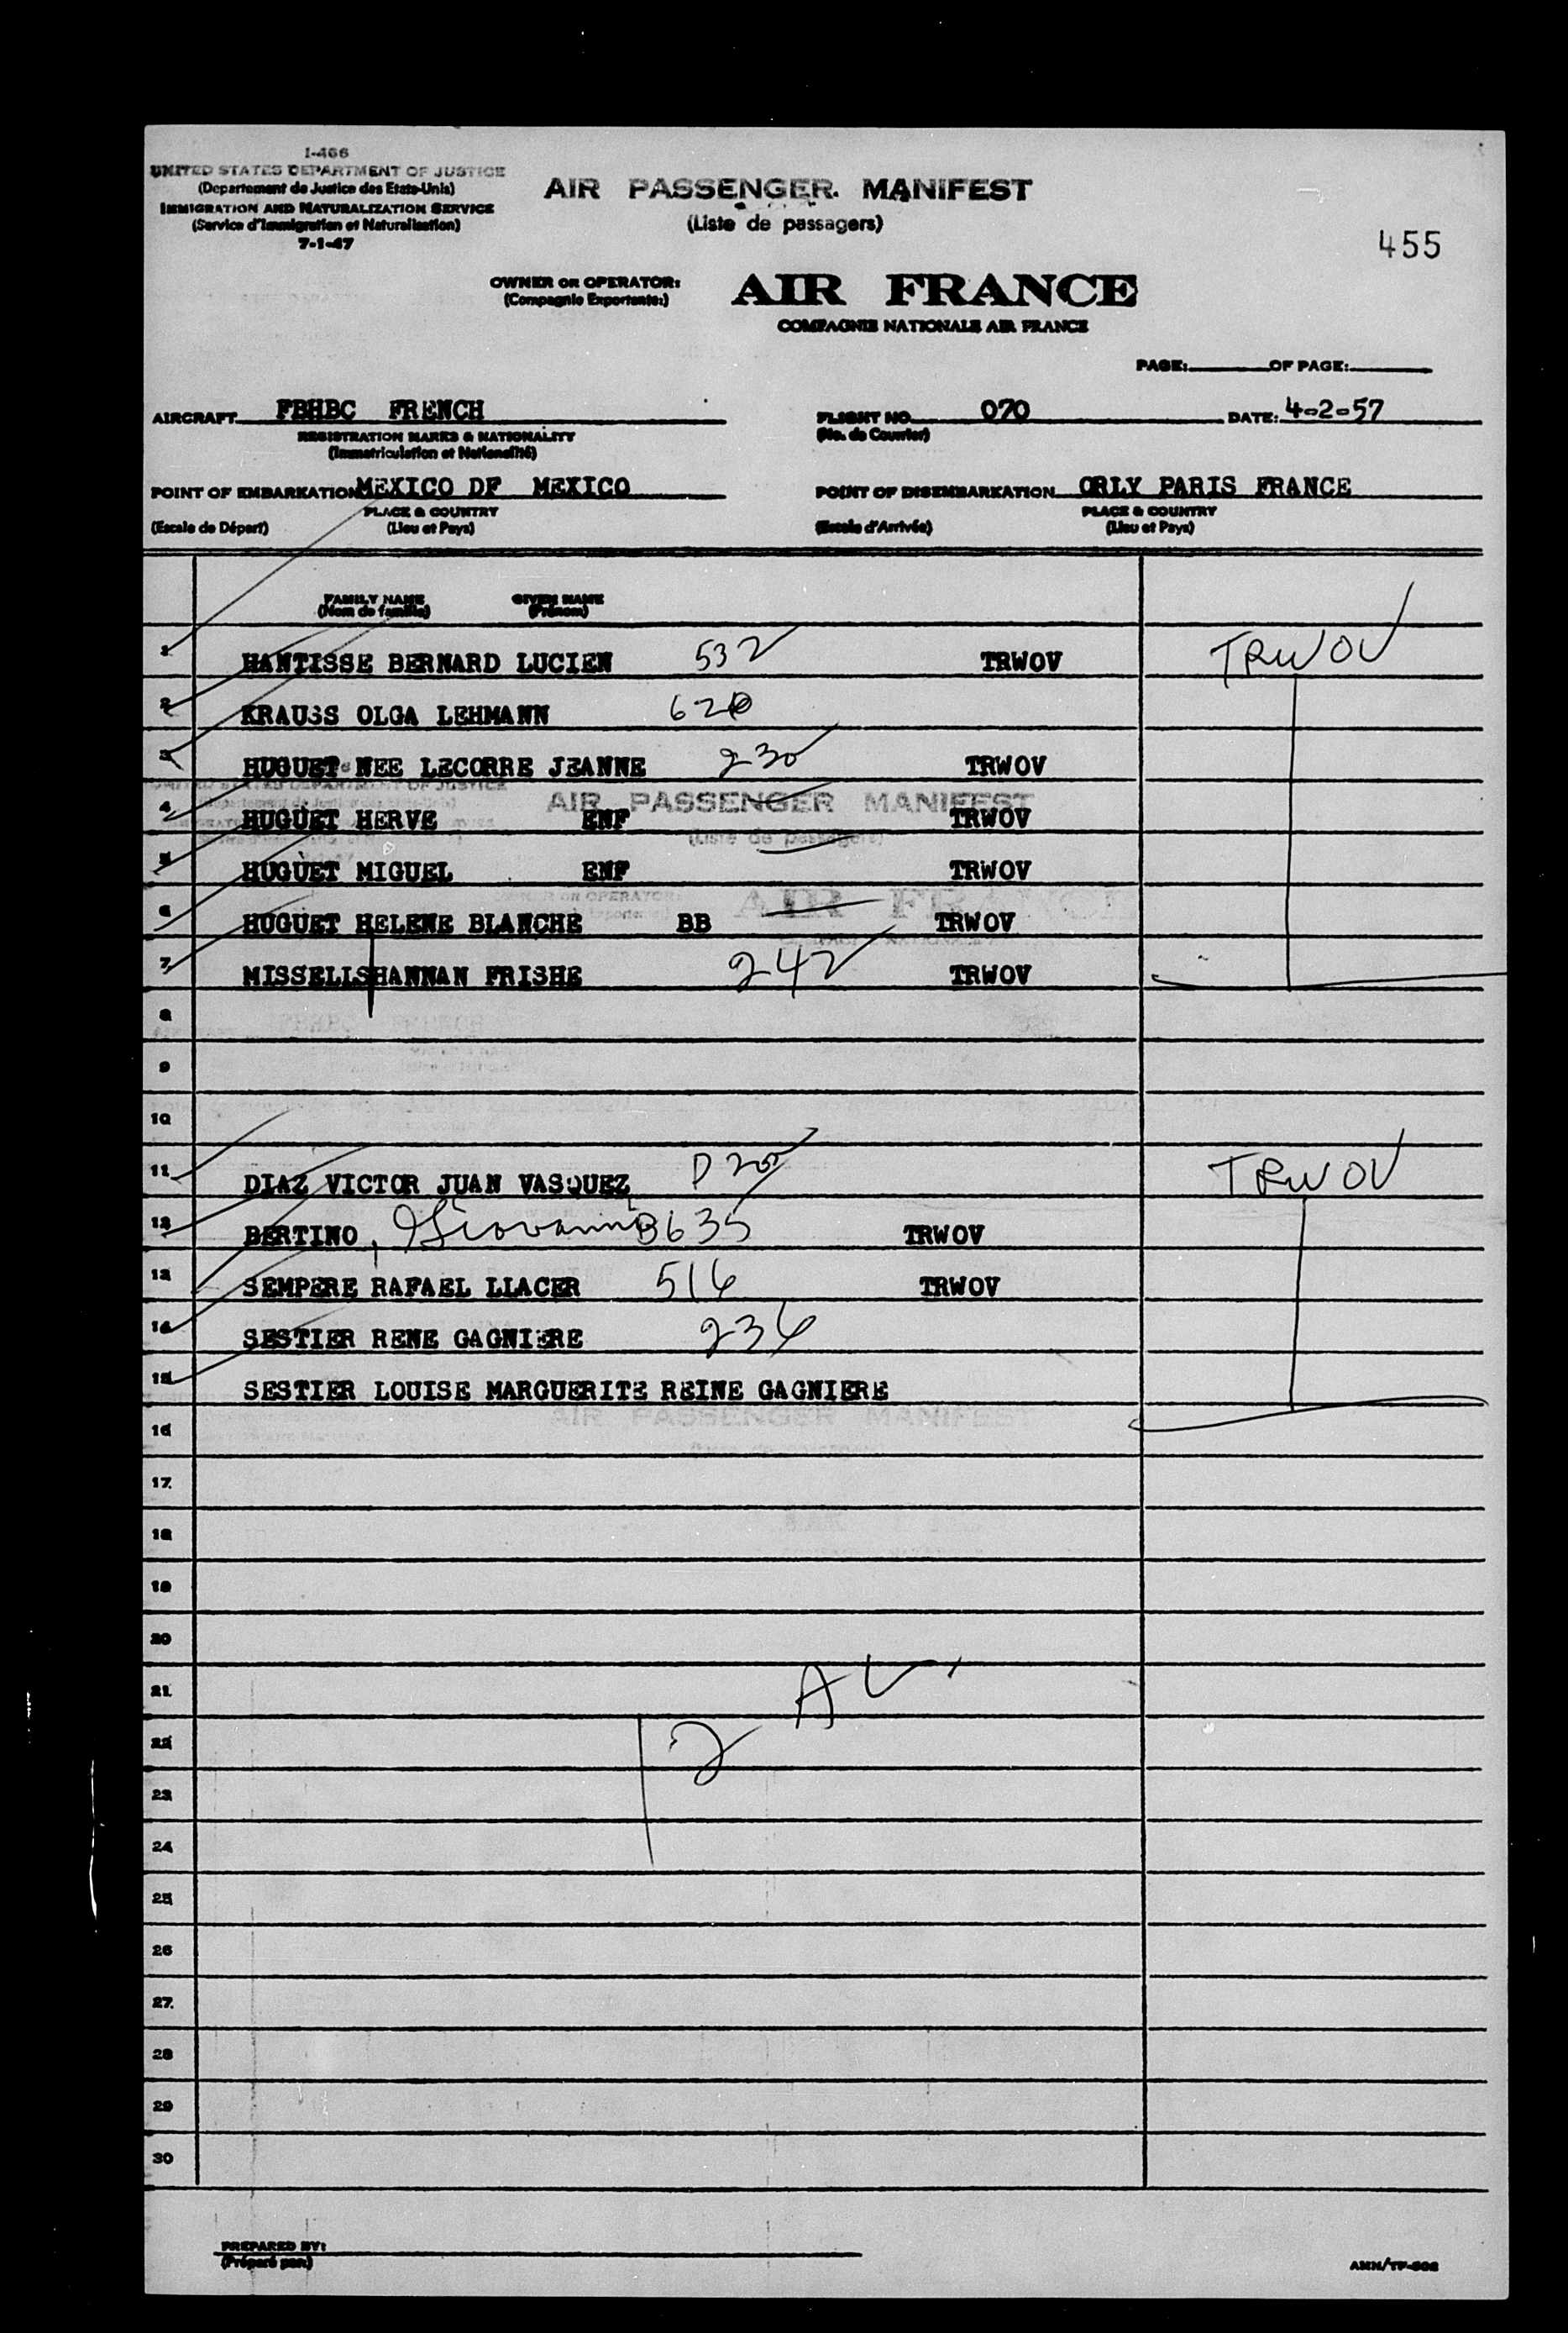 I-466
UNITED STATES DEPARTMENT OF JUSTICE
(Departement de Justice des Etats-Unis)
IMMIGRATION AND NATURALIZATION SERVICE
(Service d'Immigration et Naturalisation)
7-1-47
AIR PASSENGER MANIFEST
(Liste de passagers)
455
OWNER OR OPERATOR: AIR FRANCE
(Compagnie Exportante:)
COMPAGNIE NATIONALE AIR FRANCE
PAGE: OF PAGE:
AIRCRAFT FBHBC FRENCH FLIGHT NO. 070 DATE: 4-2-57
REGISTRATION MARKS & NATIONALITY (No. de Courrier)
(Immatriculation et Nationalité)
POINT OF EMBARKATION MEXICO DF MEXICO POINT OF DISEMBARKATION ORLY PARIS FRANCE
PLACE & COUNTRY PLACE & COUNTRY
(Escale de Départ) (Lieu et Pays) (Escale d'Arrivée) (Lieu et Pays)
FAMILY NAME GIVEN NAME
(Nom de famille) (Prénom)
1 HANTISSE BERNARD LUCIEN 532 TRWOV TRWOV
2 KRAUSS OLGA LEHMANN 620
3 HUGUET NEE LECORRE JEANNE 230 TRWOV
4 HUGUET HERVE ENF TRWOV
5 HUGUET MIGUEL ENF TRWOV
6 HUGUET HELENE BLANCHE BB TRWOV
7 MISSELLSHANNAN FRISHE 242 TRWOV
8
9
10
11 DIAZ VICTOR JUAN VASQUEZ D200 TRWOV
12 BERTINO, Giovanni B635 TRWOV
13 SEMPERE RAFAEL LLACER 516 TRWOV
14 SESTIER RENE GAGNIERE 236
15 SESTIER LOUISE MARGUERITE REINE GAGNIERE
16
17
18
19
20
21
22
23
24
25
26
27
28
29
30
12
PREPARED BY:
(Préparé par:)